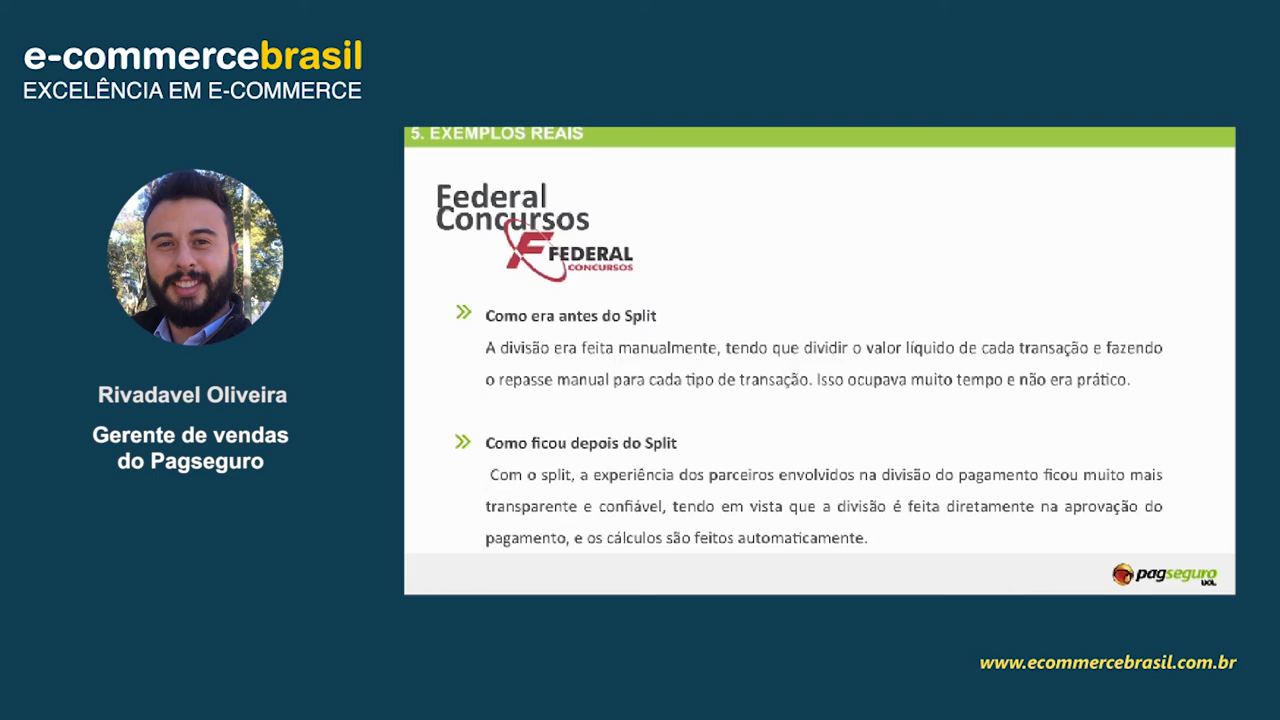 e-commercebrasil
EXCELÊNCIA EM E-COMMERCE
Rivadavel Oliveira
Gerente de vendas
do Pagseguro
5. EXEMPLOS REAIS
Federal
Concursos
FEDERAL
CONCURSOS
Como era antes do Split
A divisão era feita manualmente, tendo que dividir o valor líquido de cada transação e fazendo
o repasse manual para cada tipo de transação. Isso ocupava muito tempo e não era prático.
Como ficou depois do Split
Com o split, a experiência dos parceiros envolvidos na divisão do pagamento ficou muito mais
transparente e confiável, tendo em vista que a divisão é feita diretamente na aprovação do
pagamento, e os cálculos são feitos automaticamente.
pagseguro
UOL
www.ecommercebrasil.com.br